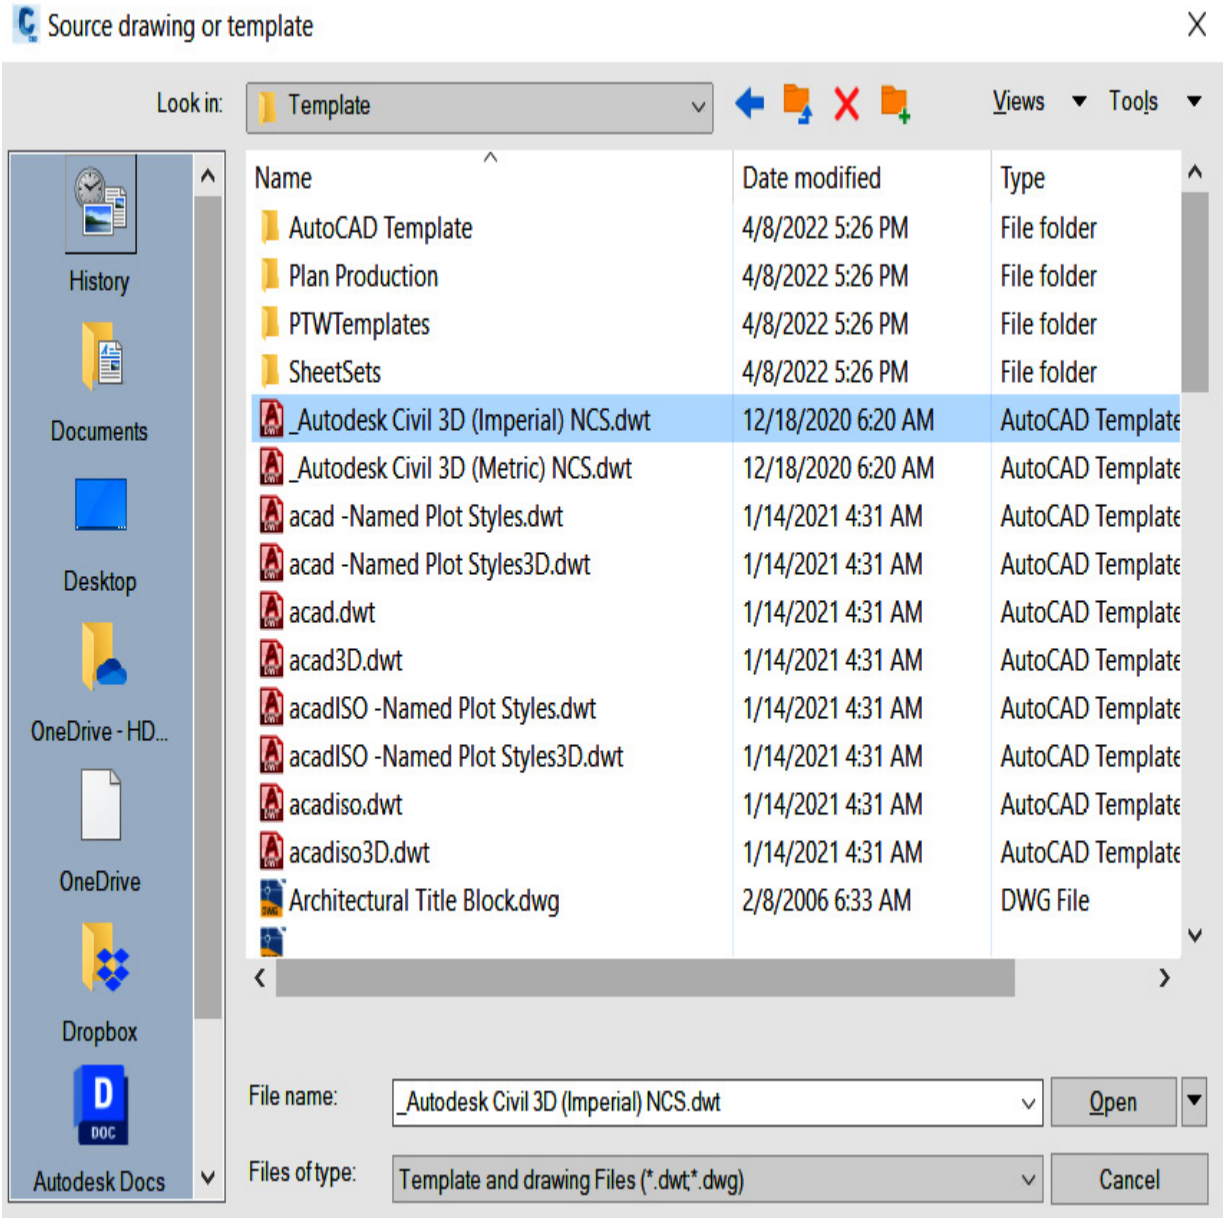 Source drawing or template
Look in: Template Views Tools
Name Date modified Type
AutoCAD Template 4/8/2022 5:26 PM File folder
Plan Production 4/8/2022 5:26 PM File folder
PTWTemplates 4/8/2022 5:26 PM File folder
SheetSets 4/8/2022 5:26 PM File folder
_Autodesk Civil 3D (Imperial) NCS.dwt 12/18/2020 6:20 AM AutoCAD Template
_Autodesk Civil 3D (Metric) NCS.dwt 12/18/2020 6:20 AM AutoCAD Template
acad -Named Plot Styles.dwt 1/14/2021 4:31 AM AutoCAD Template
acad -Named Plot Styles3D.dwt 1/14/2021 4:31 AM AutoCAD Template
acad.dwt 1/14/2021 4:31 AM AutoCAD Template
acad3D.dwt 1/14/2021 4:31 AM AutoCAD Template
acadISO -Named Plot Styles.dwt 1/14/2021 4:31 AM AutoCAD Template
acadISO -Named Plot Styles3D.dwt 1/14/2021 4:31 AM AutoCAD Template
acadiso.dwt 1/14/2021 4:31 AM AutoCAD Template
acadiso3D.dwt 1/14/2021 4:31 AM AutoCAD Template
Architectural Title Block.dwg 2/8/2006 6:33 AM DWG File
History
Documents
Desktop
OneDrive - HD...
OneDrive
Dropbox
D
DOC
Autodesk Docs
File name: _Autodesk Civil 3D (Imperial) NCS.dwt Open
Files of type: Template and drawing Files (*.dwt;*.dwg) Cancel